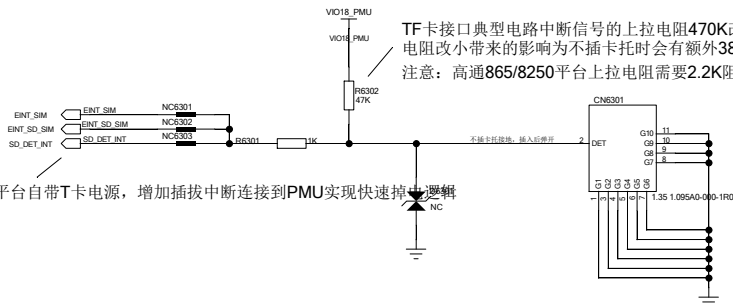 VIO18_PMU
VIO18_PMU
TF卡接口典型电路中断信号的上拉电阻470K改
电阻改小带来的影响为不插卡托时会有额外38
注意：高通865/8250平台上拉电阻需要2.2K阻
R6302
47K
CN6301
EINT_SIM
EINT_SIM
NC6301
EINT_SD_SIM
EINT_SD_SIM
NC6302
SD_DET_INT
SD_DET_INT
NC6303
R6301
1K
不插卡托接地，插入后弹开
2
DET
G10
11
G9
10
G8
9
G7
8
G1
G2
G3
G4
G5
G6
1
3
4
5
6
7
1.35 1.095A0-000-1R0
平台自带T卡电源，增加插拔中断连接到PMU实现快速掉电逻辑
NC